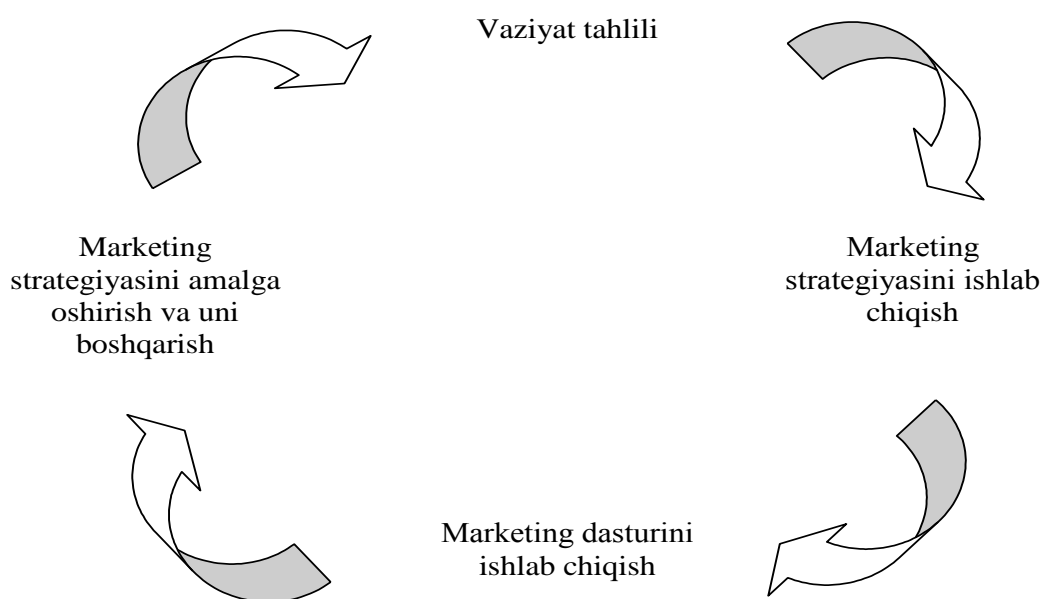 Vaziyat tahlili
Marketing
strategiyasini ishlab
chiqish
Marketing dasturini
ishlab chiqish
Marketing
strategiyasini amalga
oshirish va uni
boshqarish